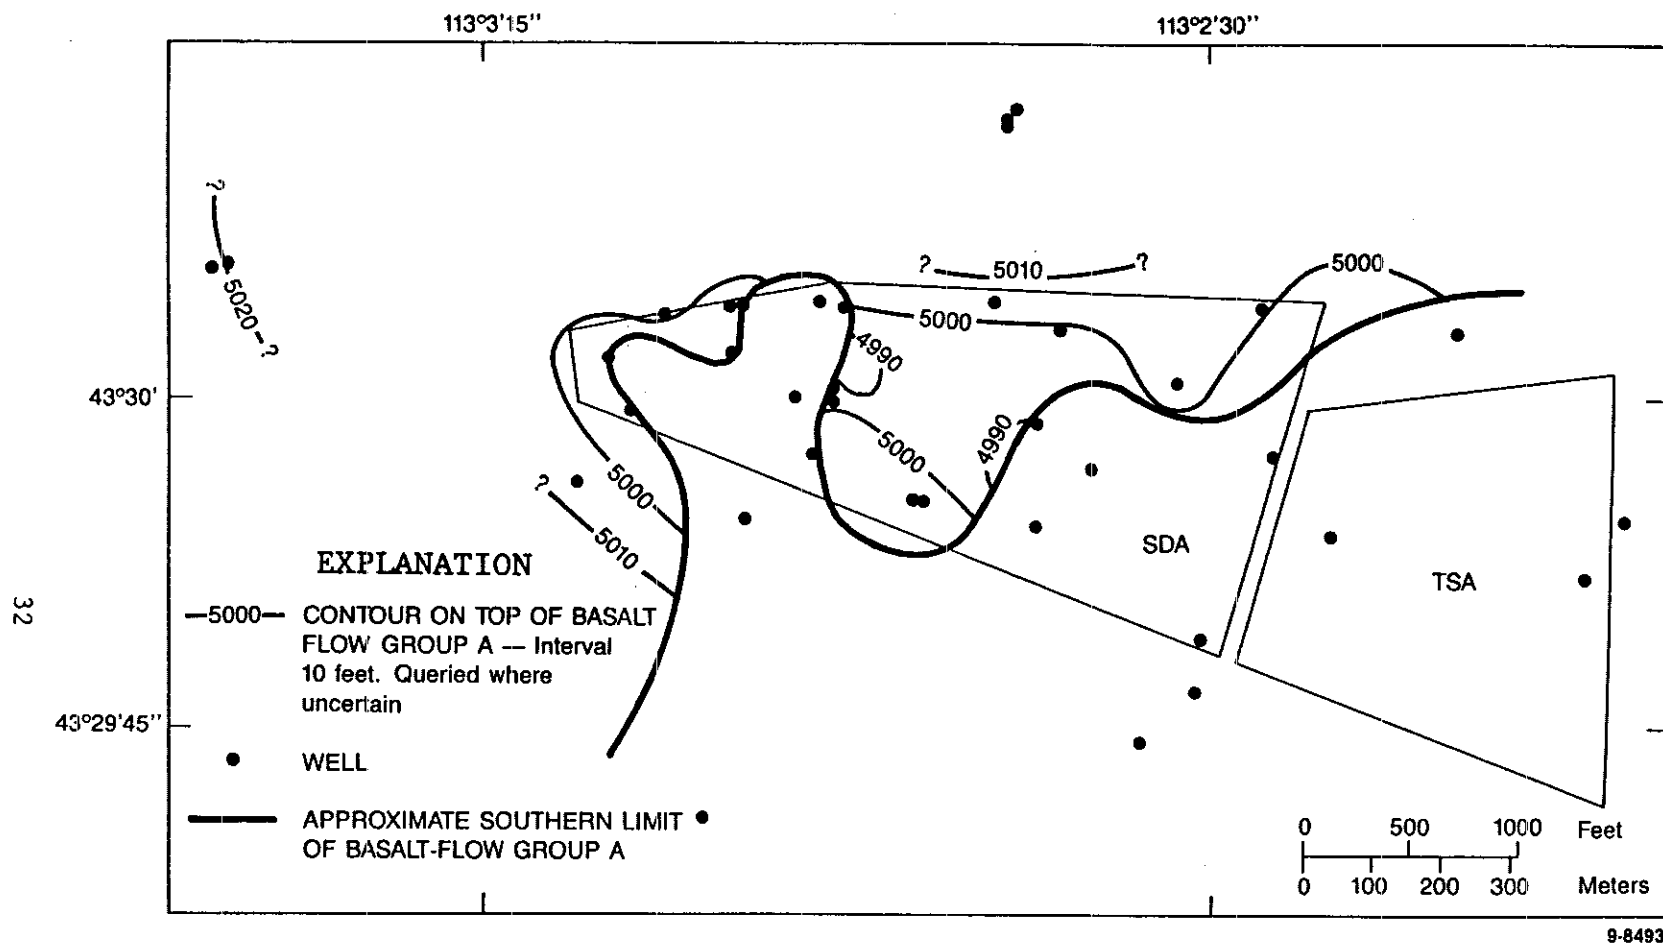 113°3'15" 113°2'30"
?
5020
?
? 5010 ?
5000
5000
4990
43°30'
5000
4990
?
5000
?
5010
SDA
TSA
32
EXPLANATION
—5000— CONTOUR ON TOP OF BASALT
FLOW GROUP A — Interval
10 feet. Queried where
uncertain
43°29'45"
WELL
APPROXIMATE SOUTHERN LIMIT
OF BASALT-FLOW GROUP A
0 500 1000 Feet
0 100 200 300 Meters
9-8493